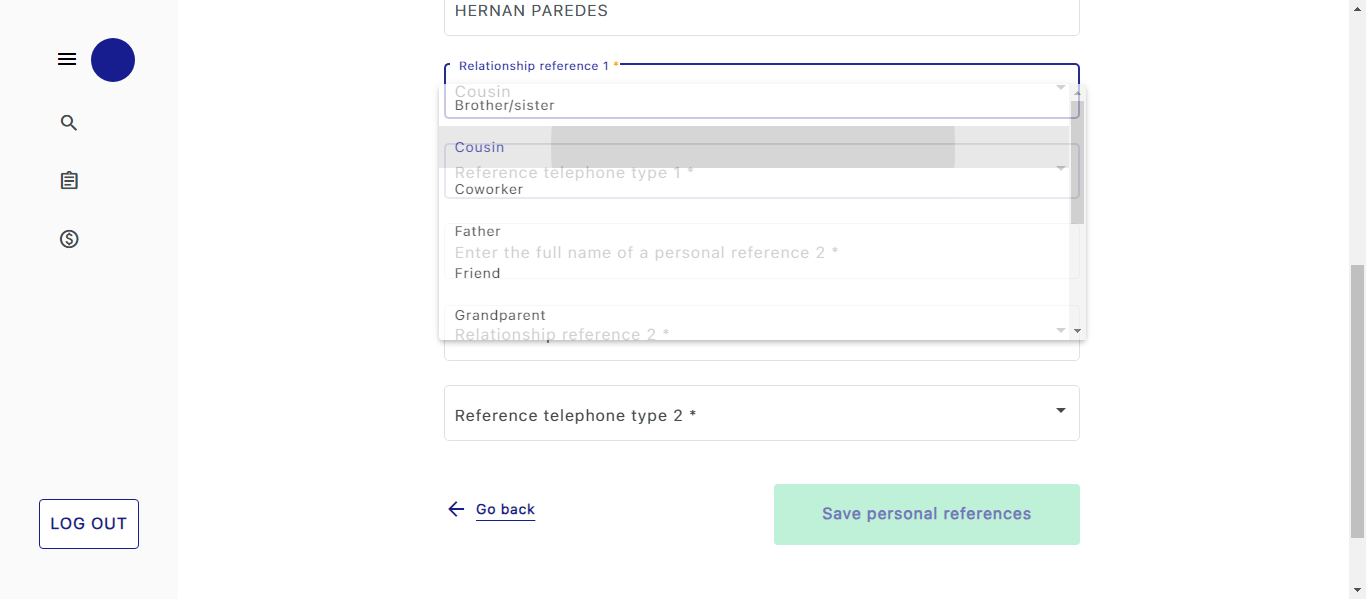 HERNAN PAREDES
Relationship reference 1 *
Cousin
Brother/sister
Cousin
Reference telephone type 1 *
Coworker
Father
Enter the full name of a personal reference 2 *
Friend
Grandparent
Relationship reference 2 *
Reference telephone type 2 *
Go back
Save personal references
LOG OUT